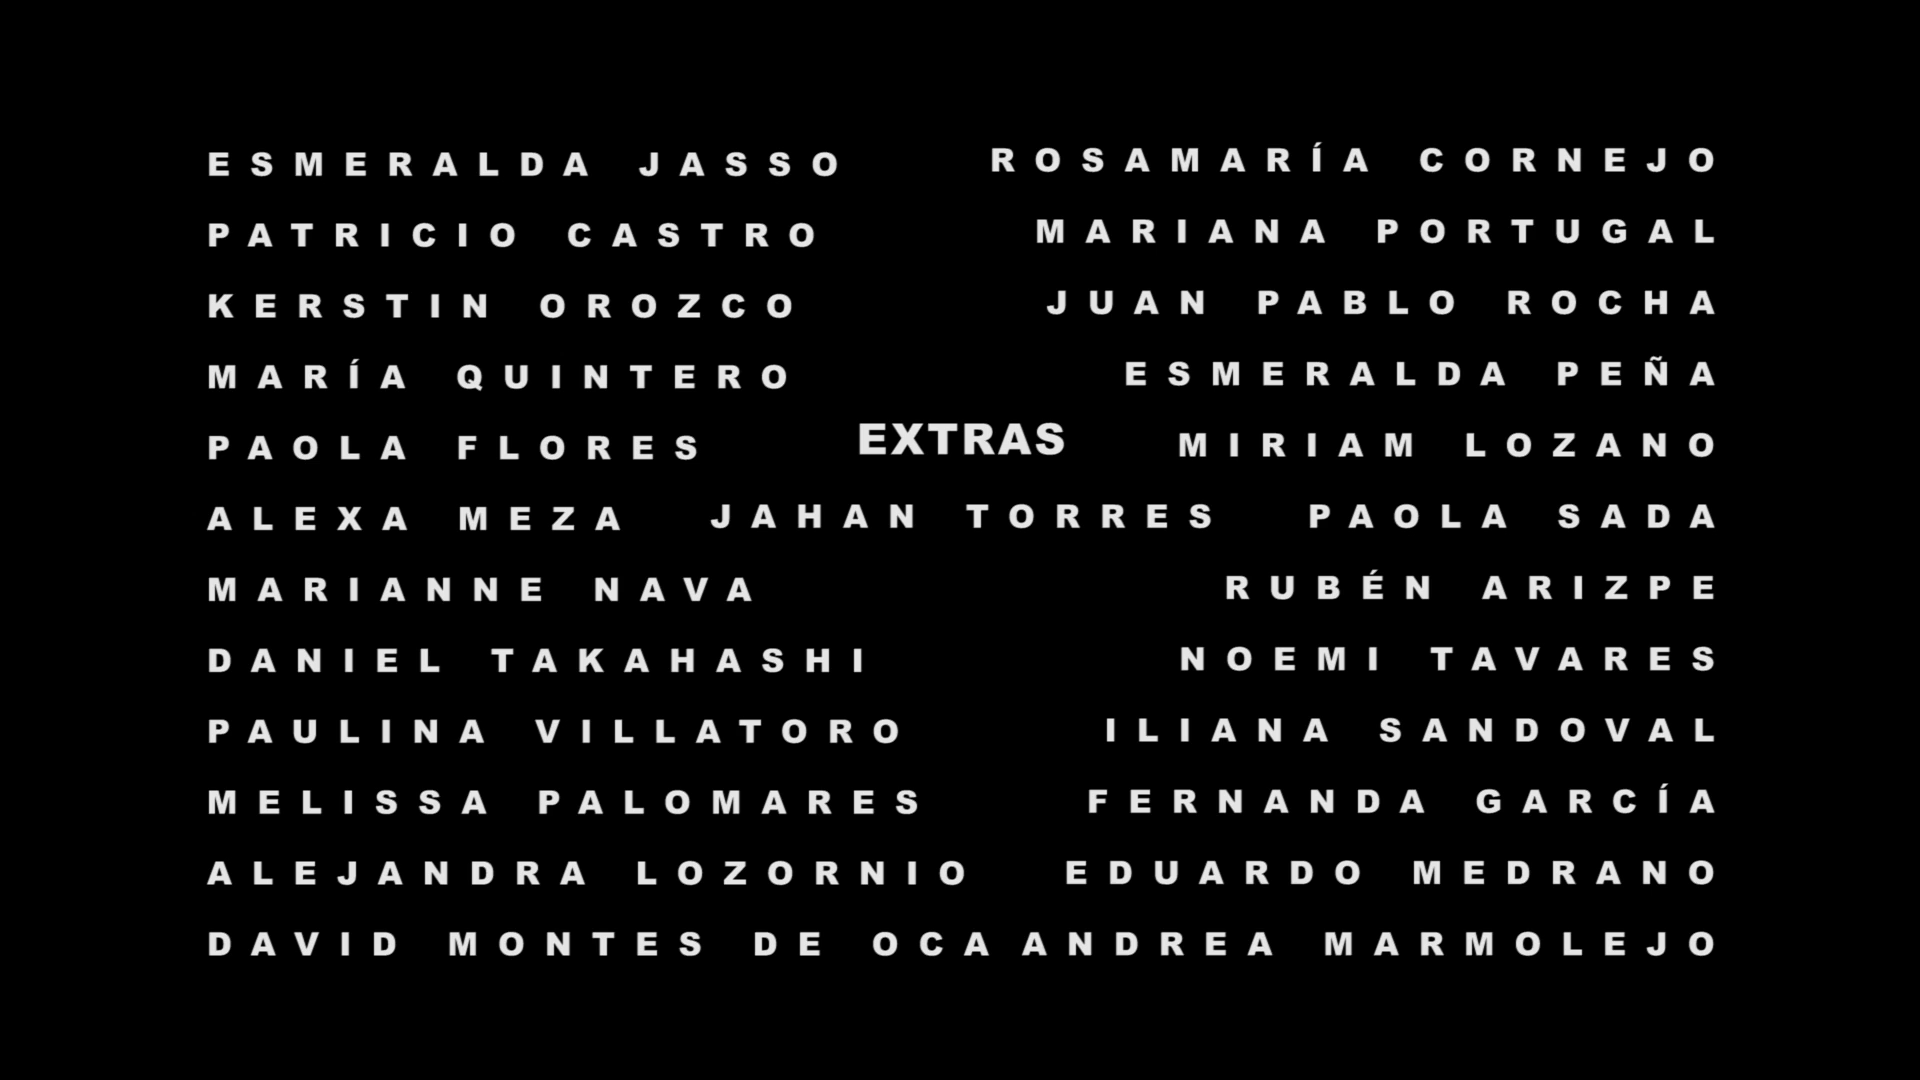 EXTRAS
ESMERALDA JASSO
PATRICIO CASTRO
KERSTIN OROZCO
MARÍA QUINTERO
PAOLA FLORES
ALEXA MEZA
MARIANNE NAVA
DANIEL TAKAHASHI
PAULINA VILLATORO
MELISSA PALOMARES
ALEJANDRA LOZORNIO
DAVID MONTES DE OCA
JAHAN TORRES
ROSAMARÍA CORNEJO
MARIANA PORTUGAL
JUAN PABLO ROCHA
ESMERALDA PEÑA
MIRIAM LOZANO
PAOLA SADA
RUBÉN ARIZPE
NOEMI TAVARES
ILIANA SANDOVAL
FERNANDA GARCÍA
EDUARDO MEDRANO
ANDREA MARMOLEJO